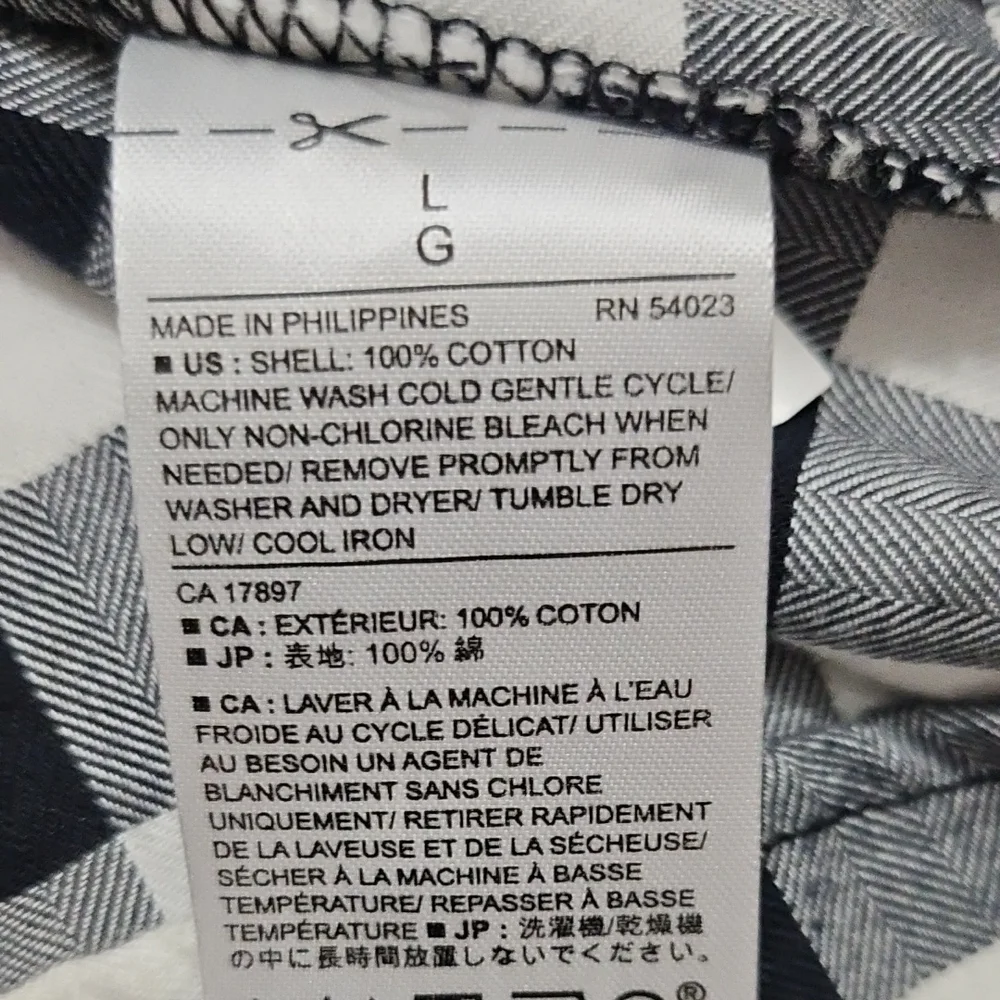 L
G
MADE IN PHILIPPINES RN 54023
■ US : SHELL: 100% COTTON
MACHINE WASH COLD GENTLE CYCLE/
ONLY NON-CHLORINE BLEACH WHEN
NEEDED/ REMOVE PROMPTLY FROM
WASHER AND DRYER/ TUMBLE DRY
LOW/ COOL IRON
CA 17897
■ CA : EXTÉRIEUR: 100% COTON
■ JP : 表地: 100% 綿
■ CA : LAVER À LA MACHINE À L'EAU
FROIDE AU CYCLE DÉLICAT/ UTILISER
AU BESOIN UN AGENT DE
BLANCHIMENT SANS CHLORE
UNIQUEMENT/ RETIRER RAPIDEMENT
DE LA LAVEUSE ET DE LA SÉCHEUSE/
SÉCHER À LA MACHINE À BASSE
TEMPÉRATURE/ REPASSER À BASSE
TEMPÉRATURE ■ JP : 洗濯機/乾燥機
の中に長時間放置しないでください。
®